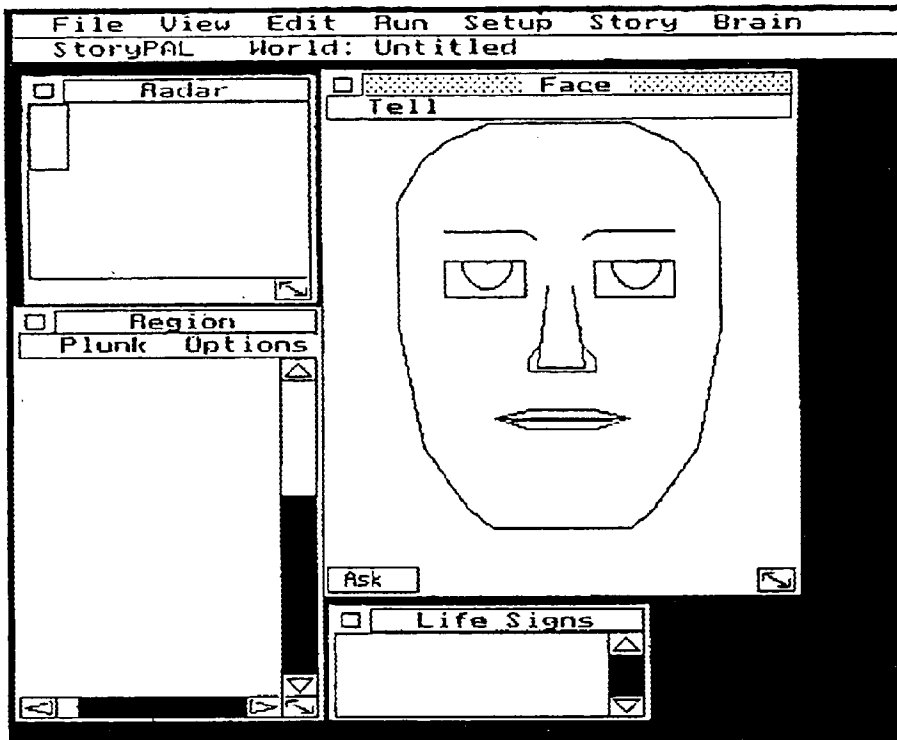 File View Edit Run Setup Story Brain
StoryPAL World: Untitled
Radar
Face
Tell
Region
Plunk Options
Ask
Life Signs